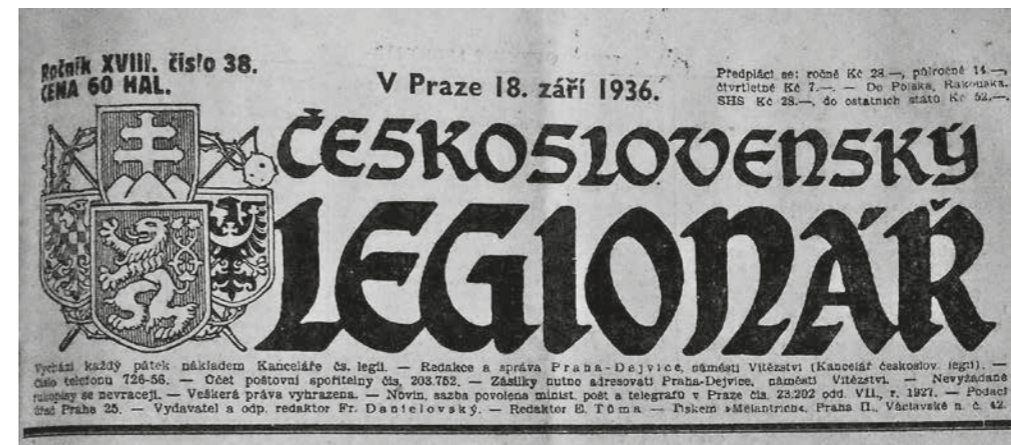 Ročník XVIII. číslo 38.
CENA 60 HAL.
V Praze 18. září 1936.
Předplácí se: ročně Kč 28.—, půlročně 14.—,
čtvrtletně Kč 7.—. — Do Polska, Rakouska,
SHS Kč 28.—, do ostatních států Kč 52.—.
ČESKOSLOVENSKÝ
LEGIONÁŘ
Vychází každý pátek nákladem Kanceláře čs. legií. — Redakce a správa Praha-Dejvice, náměstí Vítězství (Kancelář českoslov. legií). —
Číslo telefonu 726-56. — Účet poštovní spořitelny čís. 203.752. — Zásilky nutno adresovati Praha-Dejvice, náměstí Vítězství. — Nevyžádané
rukopisy se nevracejí. — Veškerá práva vyhrazena. — Novin. sazba povolena minist. pošt a telegrafů v Praze čís. 23.202 odd. VII., r. 1927. — Podací
úřad Praha 25. — Vydavatel a odp. redaktor Fr. Danielovský. — Redaktor E. Tůma — Tiskem »Melantrich«, Praha II., Václavské n. č. 42.